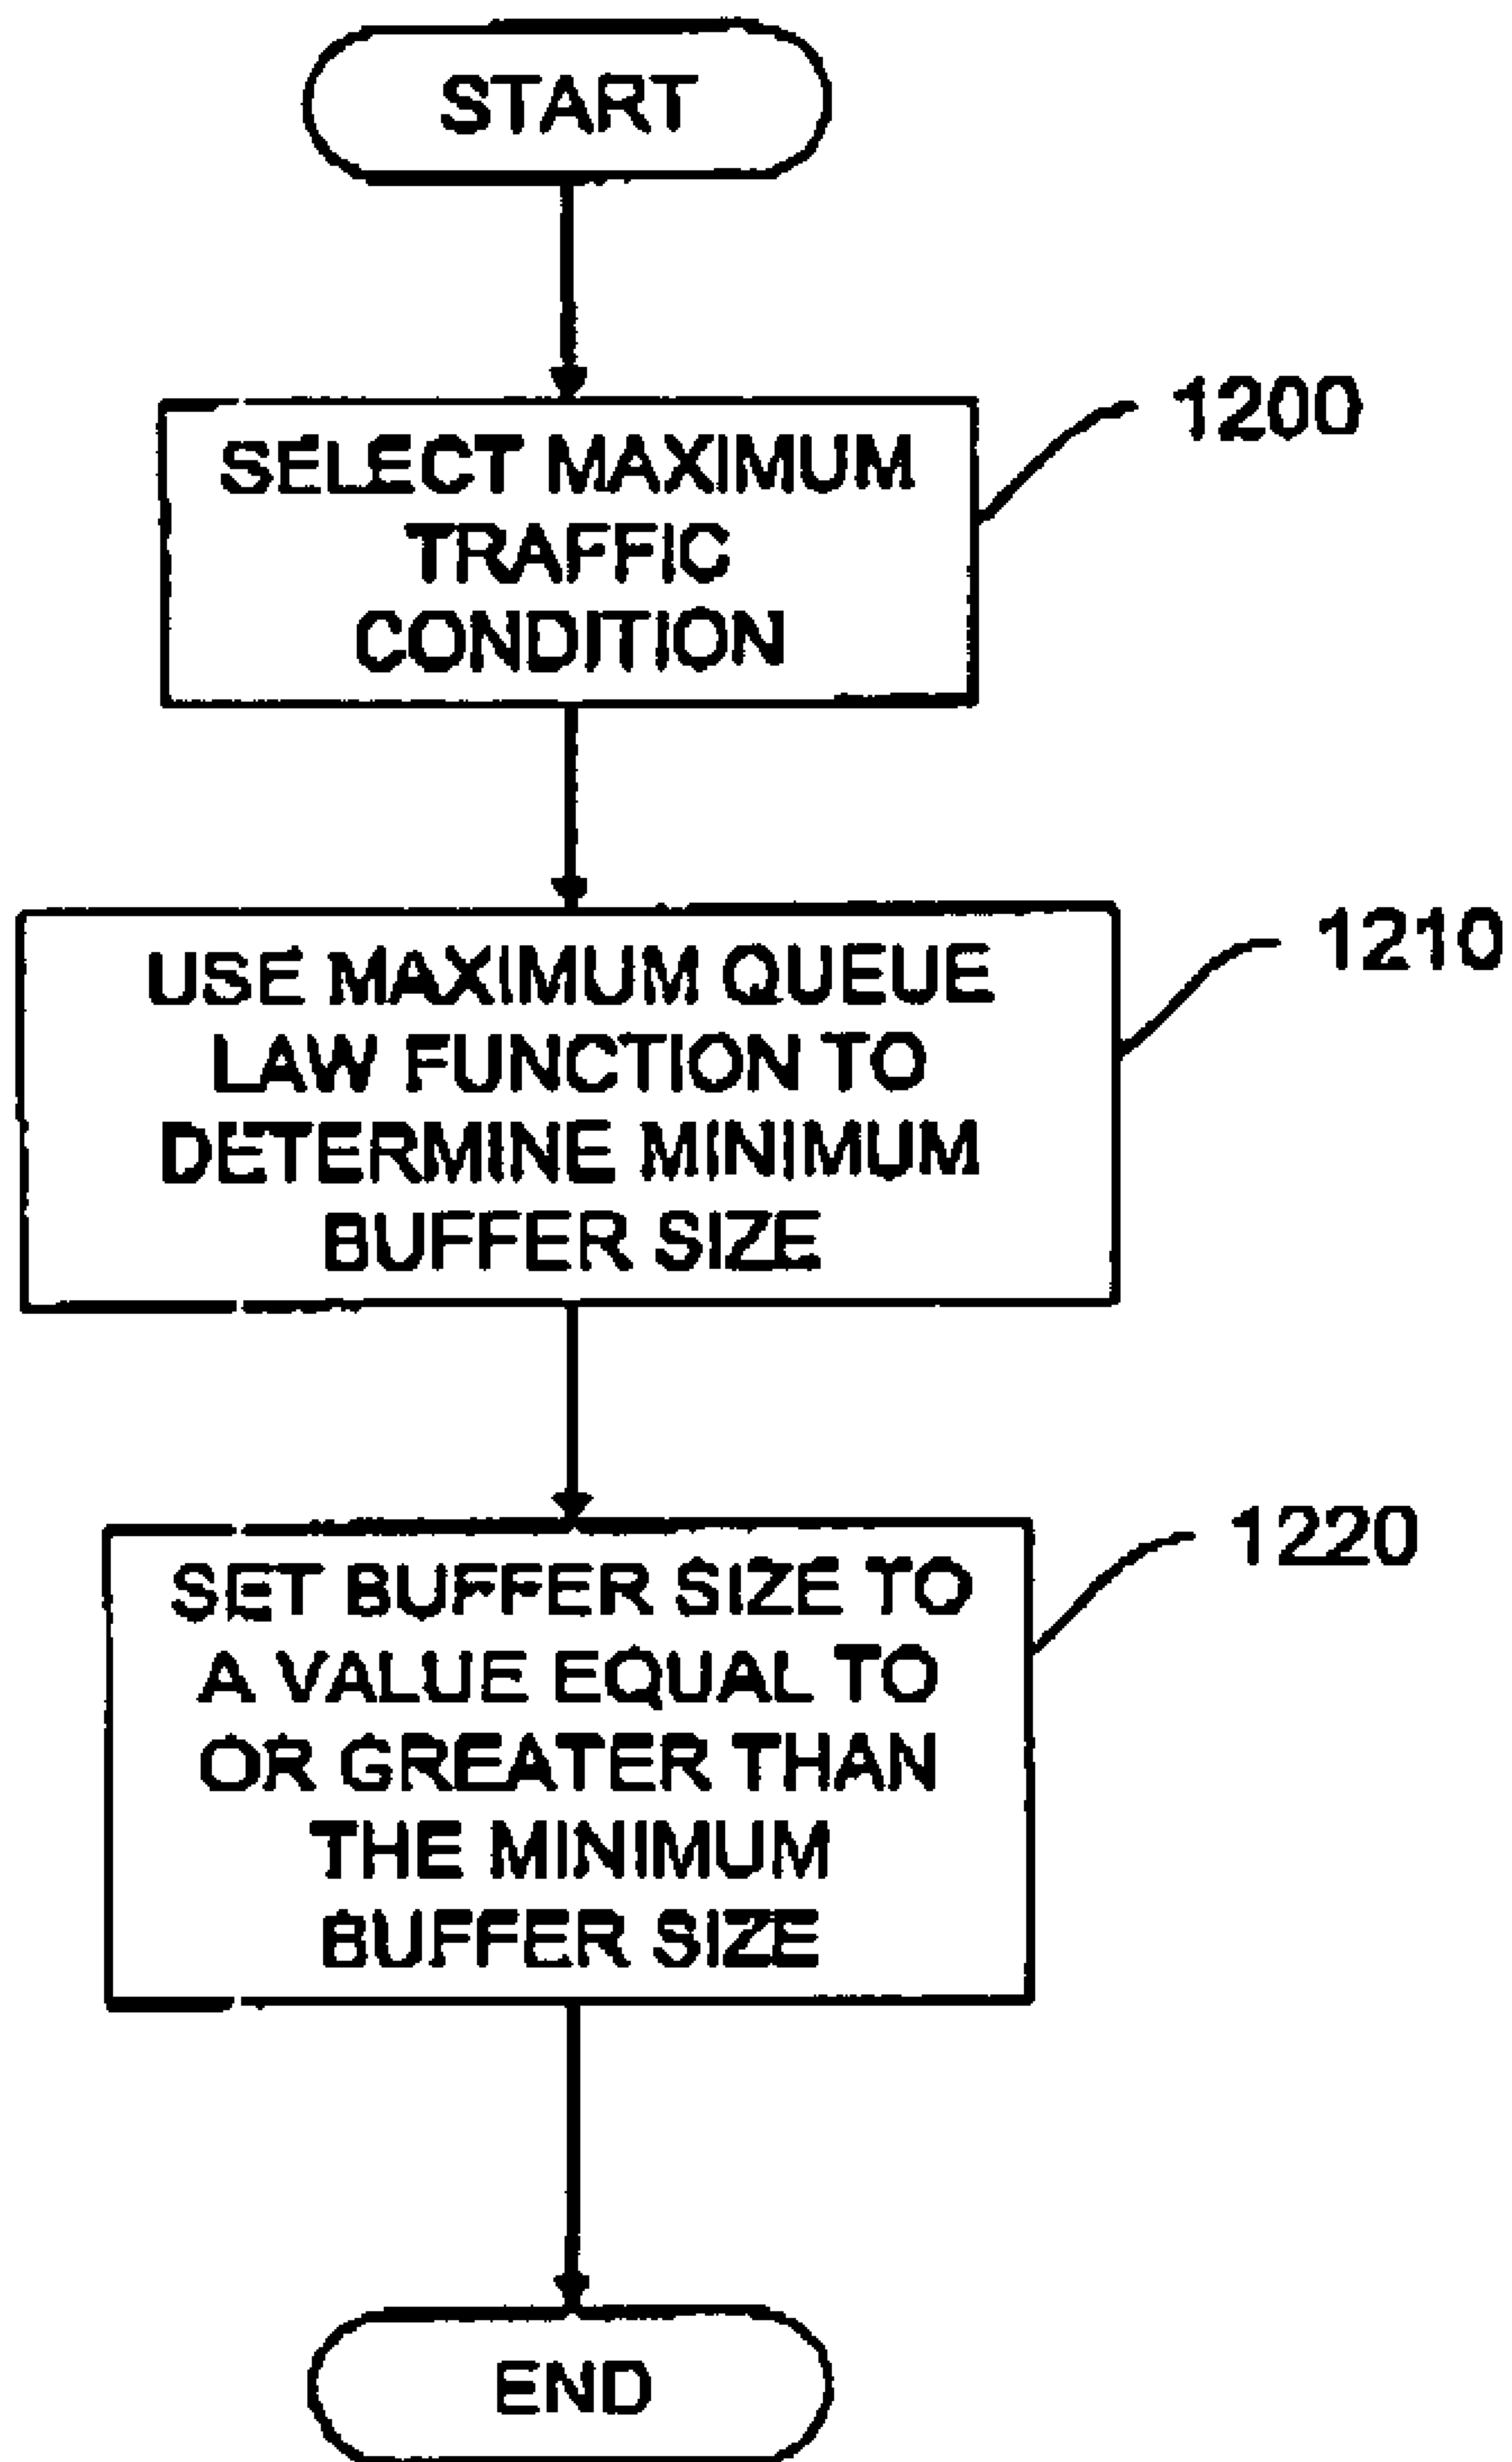 START
SELECT MAXIMUM
TRAFFIC
CONDITION
1200
USE MAXIMUM QUEUE
LAW FUNCTION TO
DETERMINE MINIMUM
BUFFER SIZE
1210
SET BUFFER SIZE TO
A VALUE EQUAL TO
OR GREATER THAN
THE MINIMUM
BUFFER SIZE
1220
END